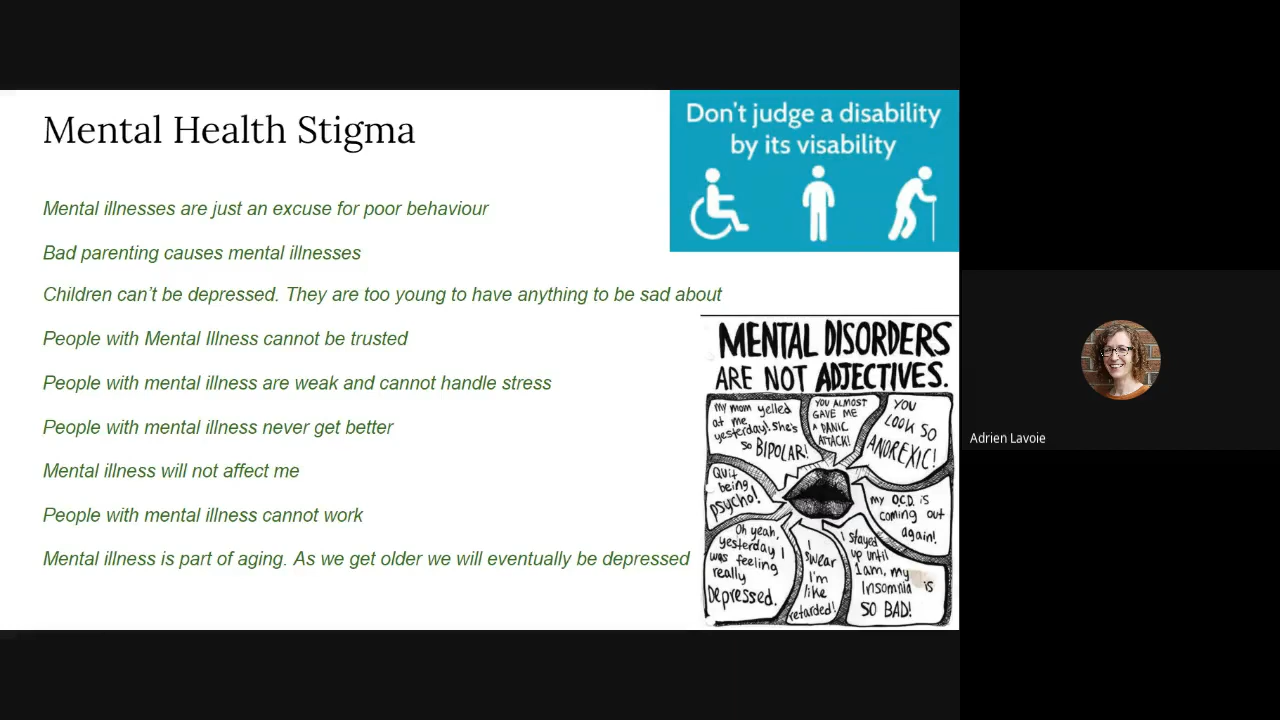 Mental Health Stigma
Mental illnesses are just an excuse for poor behaviour
Bad parenting causes mental illnesses
Children can't be depressed. They are too young to have anything to be sad about
People with Mental Illness cannot be trusted
People with mental illness are weak and cannot handle stress
People with mental illness never get better
Mental illness will not affect me
People with mental illness cannot work
Mental illness is part of aging. As we get older we will eventually be depressed
Don't judge a disability
by its visability
MENTAL DISORDERS
ARE NOT ADJECTIVES.
my mom yelled
at me
yesterday! She's
so BIPOLAR!
YOU ALMOST
GAVE ME
A PANIC
ATTACK!
YOU
LOOK SO
ANOREXIC!
Quit
being
psycho!
my O.C.D. is
coming out
again!
Oh yeah,
yesterday I
was feeling
really
Depressed.
I
swear
I'm
like
retarded!
I stayed
up until
1am, my
Insomnia is
SO BAD!
Adrien Lavoie